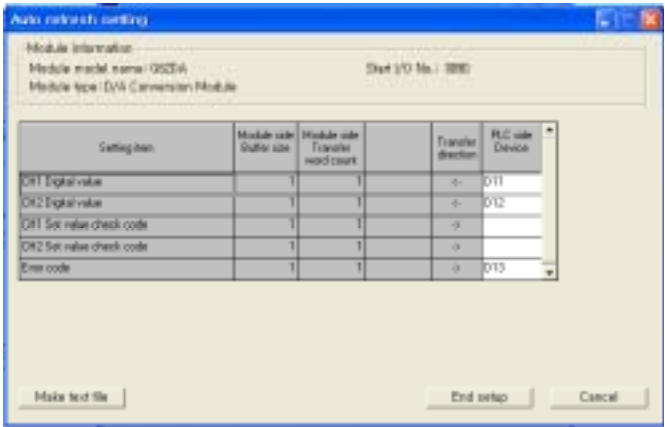 Auto refresh setting
Module information
Module model name: Q62DA
Start I/O No.: 0090
Module type: D/A Conversion Module
Setting item
Module side Buffer size
Module side Transfer word count
Transfer direction
PLC side Device
CH1 Digital value 1 1 <- D11
CH2 Digital value 1 1 <- D12
CH1 Set value check code 1 1 ->
CH2 Set value check code 1 1 ->
Error code 1 1 -> D13
Make text file
End setup
Cancel